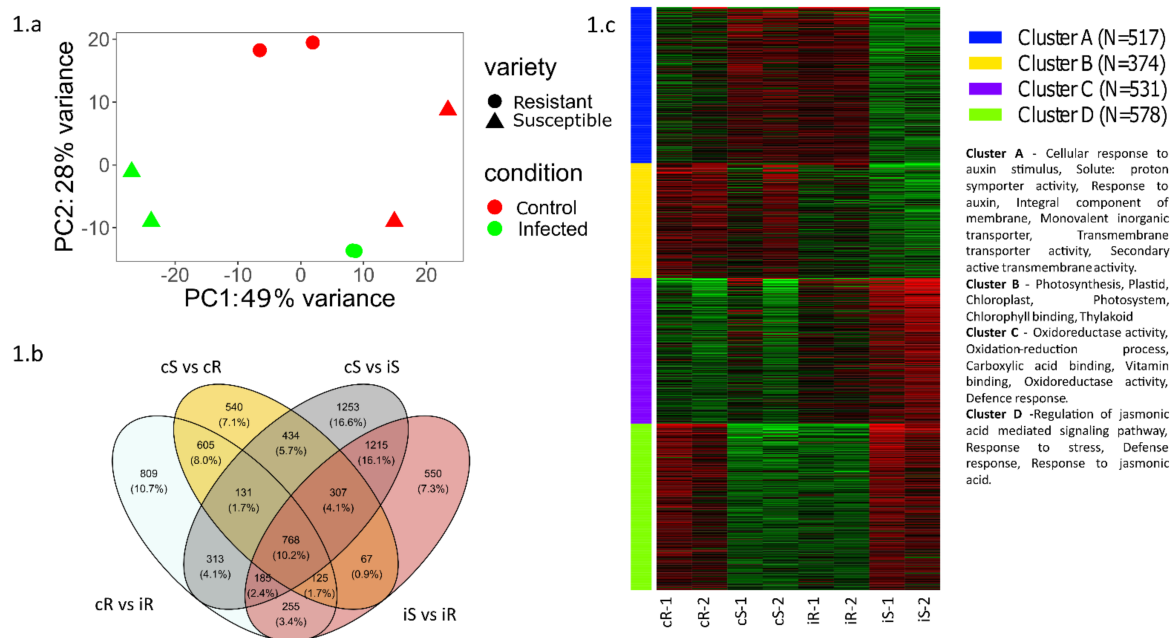 1.a
20
10
0
-10
PC2: 28% variance
-20
-10
0
10
20
PC1:49% variance
variety
Resistant
Susceptible
condition
Control
Infected
1.b
cS vs cR
cS vs iS
540
(7.1%)
1253
(16.6%)
605
(8.0%)
434
(5.7%)
1215
(16.1%)
809
(10.7%)
550
(7.3%)
131
(1.7%)
307
(4.1%)
768
(10.2%)
313
(4.1%)
67
(0.9%)
185
(2.4%)
125
(1.7%)
255
(3.4%)
cR vs iR
iS vs iR
1.c
cR-1
cR-2
cS-1
cS-2
iR-1
iR-2
iS-1
iS-2
Cluster A (N=517)
Cluster B (N=374)
Cluster C (N=531)
Cluster D (N=578)
Cluster A - Cellular response to
auxin stimulus, Solute: proton
symporter activity, Response to
auxin, Integral component of
membrane, Monovalent inorganic
transporter, Transmembrane
transporter activity, Secondary
active transmembrane activity.
Cluster B - Photosynthesis, Plastid,
Chloroplast, Photosystem,
Chlorophyll binding, Thylakoid
Cluster C - Oxidoreductase activity,
Oxidation-reduction process,
Carboxylic acid binding, Vitamin
binding, Oxidoreductase activity,
Defence response.
Cluster D -Regulation of jasmonic
acid mediated signaling pathway,
Response to stress, Defense
response, Response to jasmonic
acid.